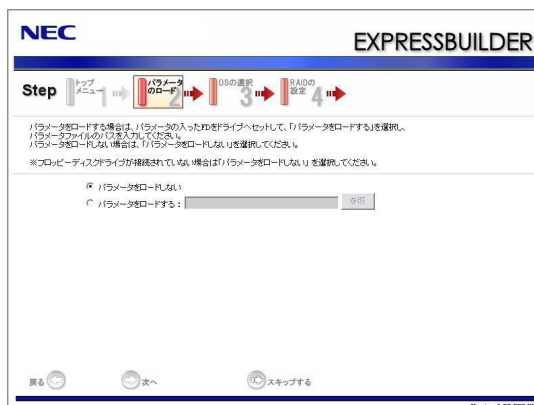 NEC
EXPRESSBUILDER
Step トップメニュー 1 パラメータのロード 2 OSの選択 3 RAIDの設定 4
パラメータをロードする場合は、パラメータの入ったFDをドライブへセットして、「パラメータをロードする」を選択し、
パラメータファイルのパスを入力してください。
パラメータをロードしない場合は、「パラメータをロードしない」を選択してください。
※フロッピーディスクドライブが接続されていない場合は「パラメータをロードしない」を選択してください。
パラメータをロードしない
パラメータをロードする: 参照
戻る 次へ スキップする